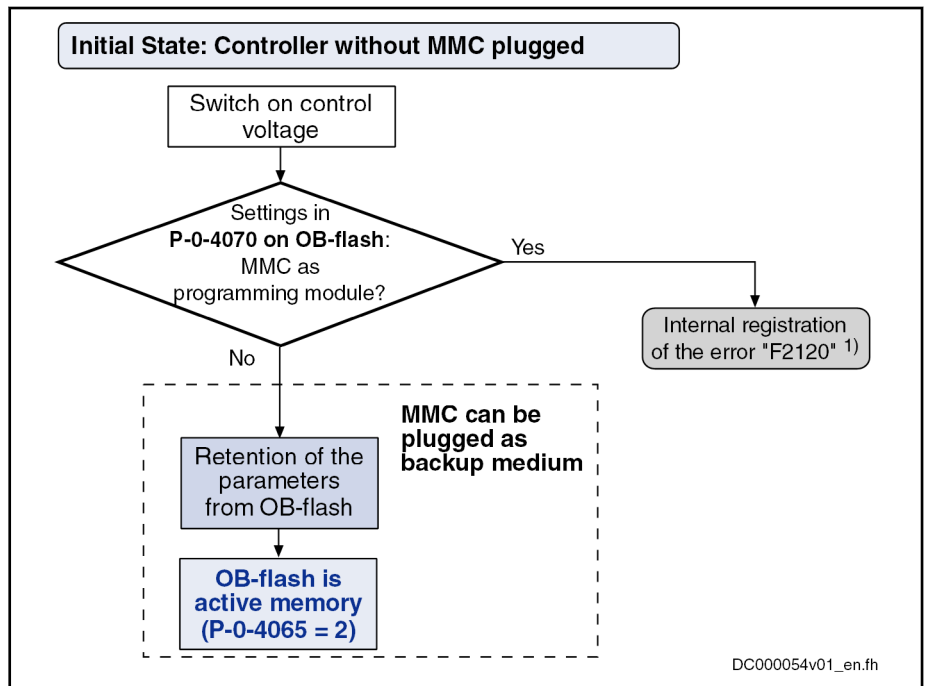 Initial State: Controller without MMC plugged
Switch on control
voltage
Settings in
P-0-4070 on OB-flash:
MMC as
programming module?
Yes
Internal registration
of the error "F2120" 1)
No
MMC can be
plugged as
backup medium
Retention of the
parameters
from OB-flash
OB-flash is
active memory
(P-0-4065 = 2)
DC000054v01_en.fh